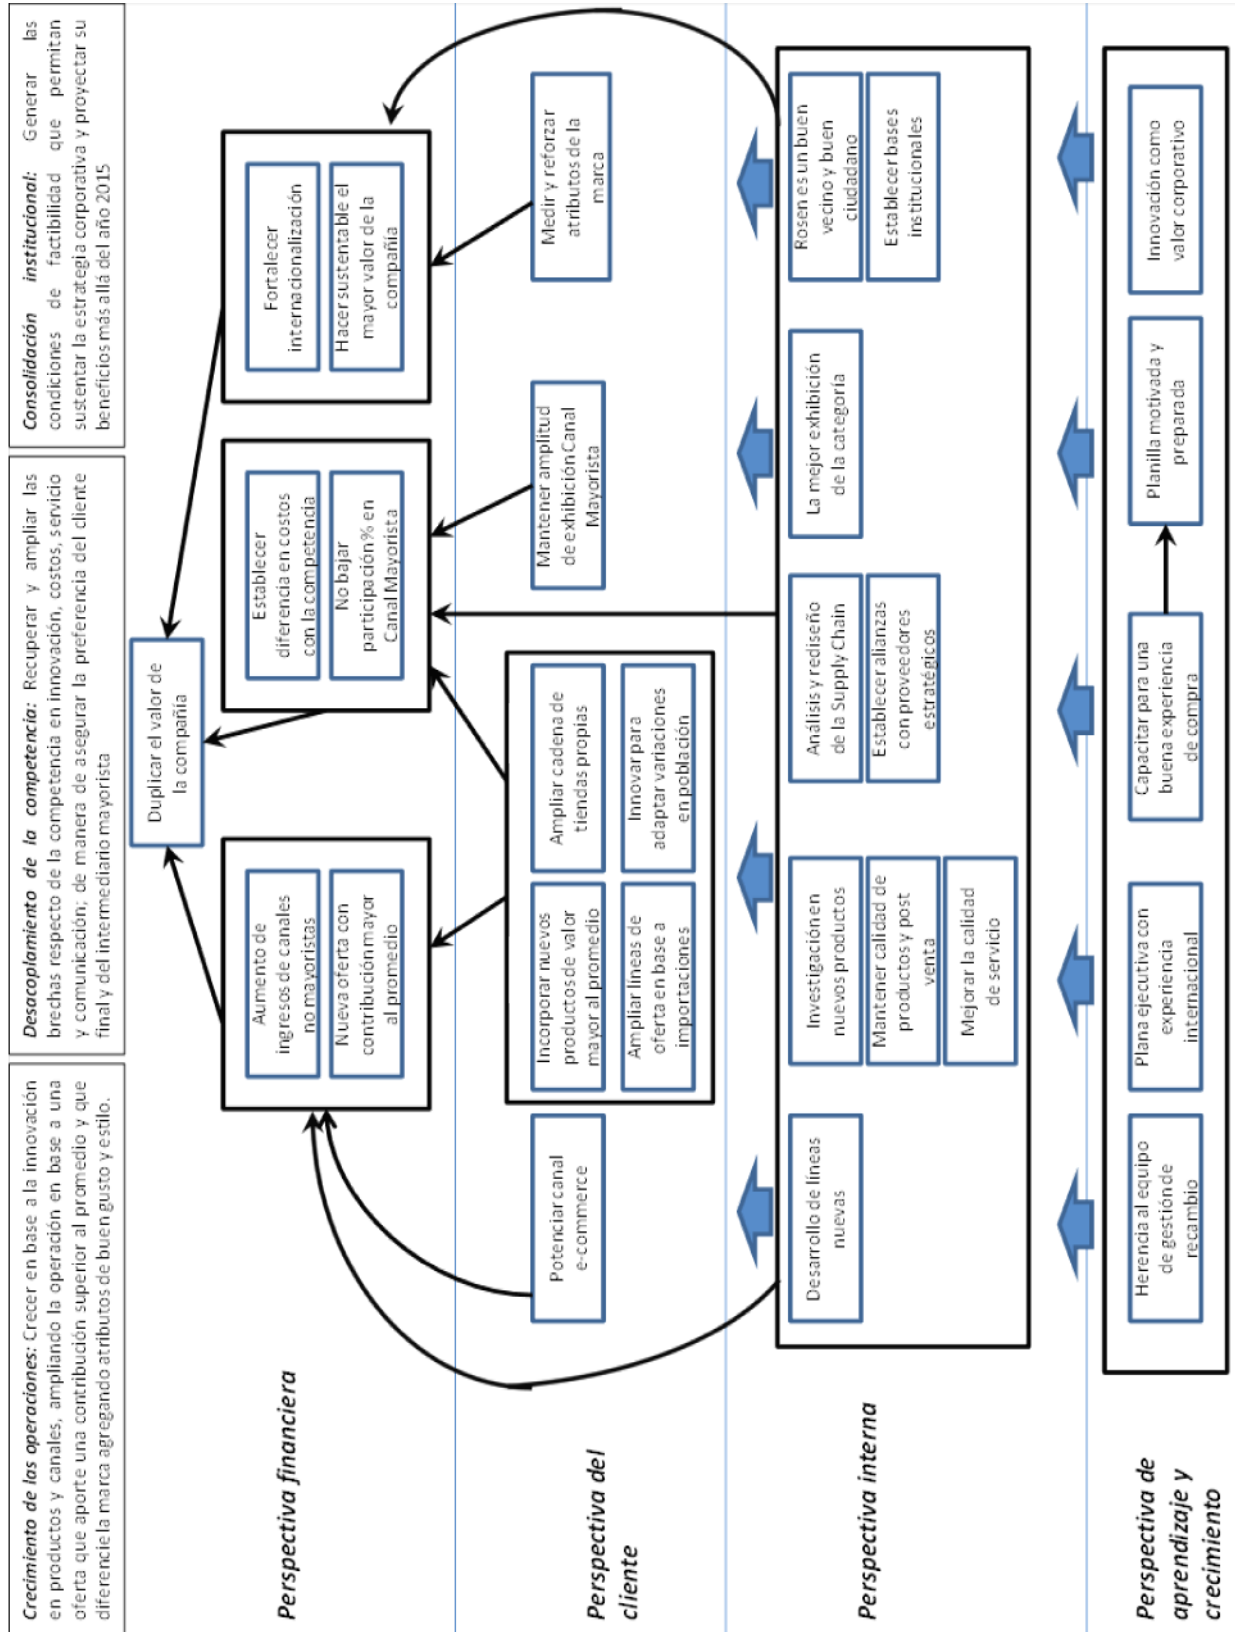 Crecimiento de las operaciones: Crecer en base a la innovación
en productos y canales, ampliando la operación en base a una
oferta que aporte una contribución superior al promedio y que
diferencie la marca agregando atributos de buen gusto y estilo.
Desacoplamiento de la competencia: Recuperar y ampliar las
brechas respecto de la competencia en innovación, costos, servicio
y comunicación; de manera de asegurar la preferencia del cliente
final y del intermediario mayorista
Consolidación institucional: Generar las
condiciones de factibilidad que permitan
sustentar la estrategia corporativa y proyectar su
beneficios más allá del año 2015
Perspectiva financiera
Duplicar el valor de
la compañía
Aumento de
ingresos de canales
no mayoristas
Nueva oferta con
contribución mayor
al promedio
Establecer
diferencia en costos
con la competencia
No bajar
participación % en
Canal Mayorista
Fortalecer
internacionalización
Hacer sustentable el
mayor valor de la
compañía
Perspectiva del
cliente
Potenciar canal
e-commerce
Incorporar nuevos
productos de valor
mayor al promedio
Ampliar cadena de
tiendas propias
Ampliar líneas de
oferta en base a
importaciones
Innovar para
adaptar variaciones
en población
Mantener amplitud
de exhibición Canal
Mayorista
Medir y reforzar
atributos de la
marca
Perspectiva interna
Desarrollo de líneas
nuevas
Investigación en
nuevos productos
Mantener calidad de
productos y post
venta
Mejorar la calidad
de servicio
Análisis y rediseño
de la Supply Chain
Establecer alianzas
con proveedores
estratégicos
La mejor exhibición
de la categoría
Rosen es un buen
vecino y buen
ciudadano
Establecer bases
institucionales
Perspectiva de
aprendizaje y
crecimiento
Herencia al equipo
de gestión de
recambio
Plana ejecutiva con
experiencia
internacional
Capacitar para una
buena experiencia
de compra
Planilla motivada y
preparada
Innovación como
valor corporativo